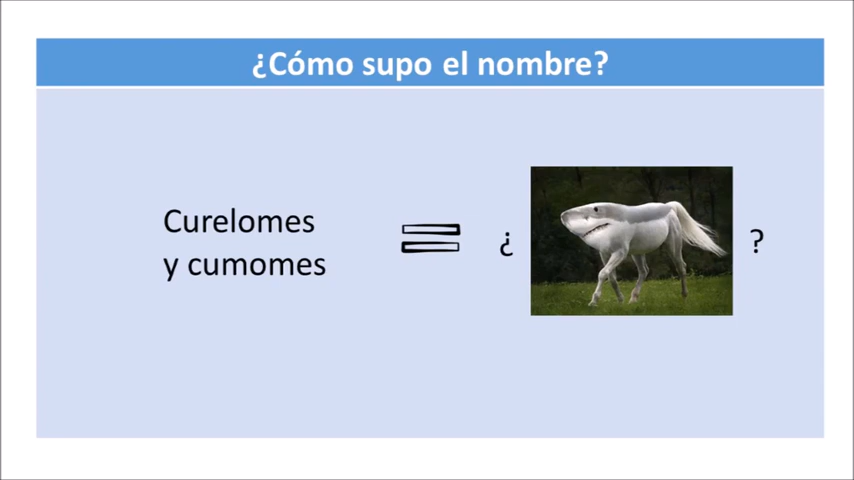 ¿Cómo supo el nombre?
Curelomes
y cumomes
= ¿ ?